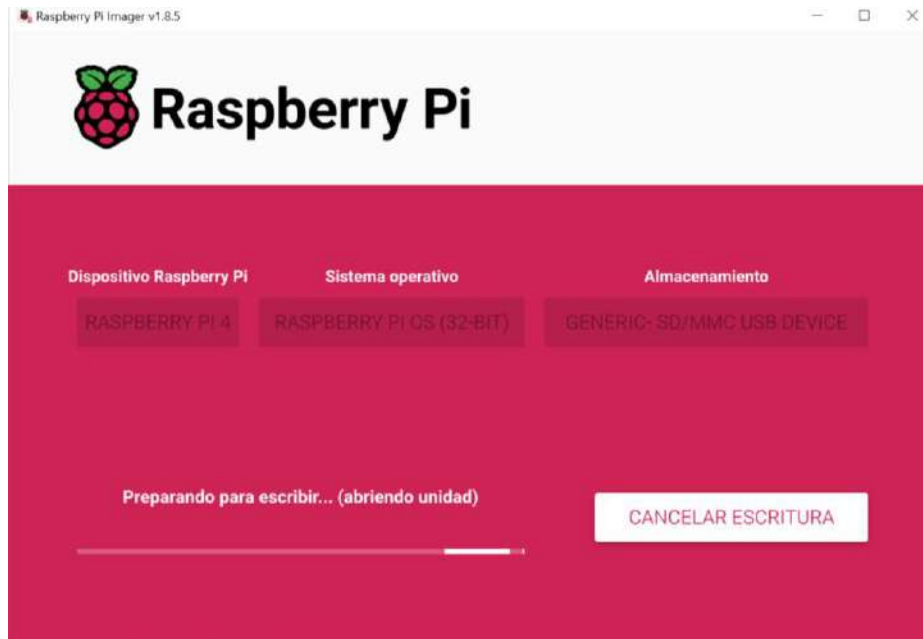 Raspberry Pi Imager v1.8.5
Raspberry Pi
Dispositivo Raspberry Pi
Sistema operativo
Almacenamiento
RASPBERRY PI 4
RASPBERRY PI OS (32-BIT)
GENERIC- SD/MMC USB DEVICE
Preparando para escribir... (abriendo unidad)
CANCELAR ESCRITURA